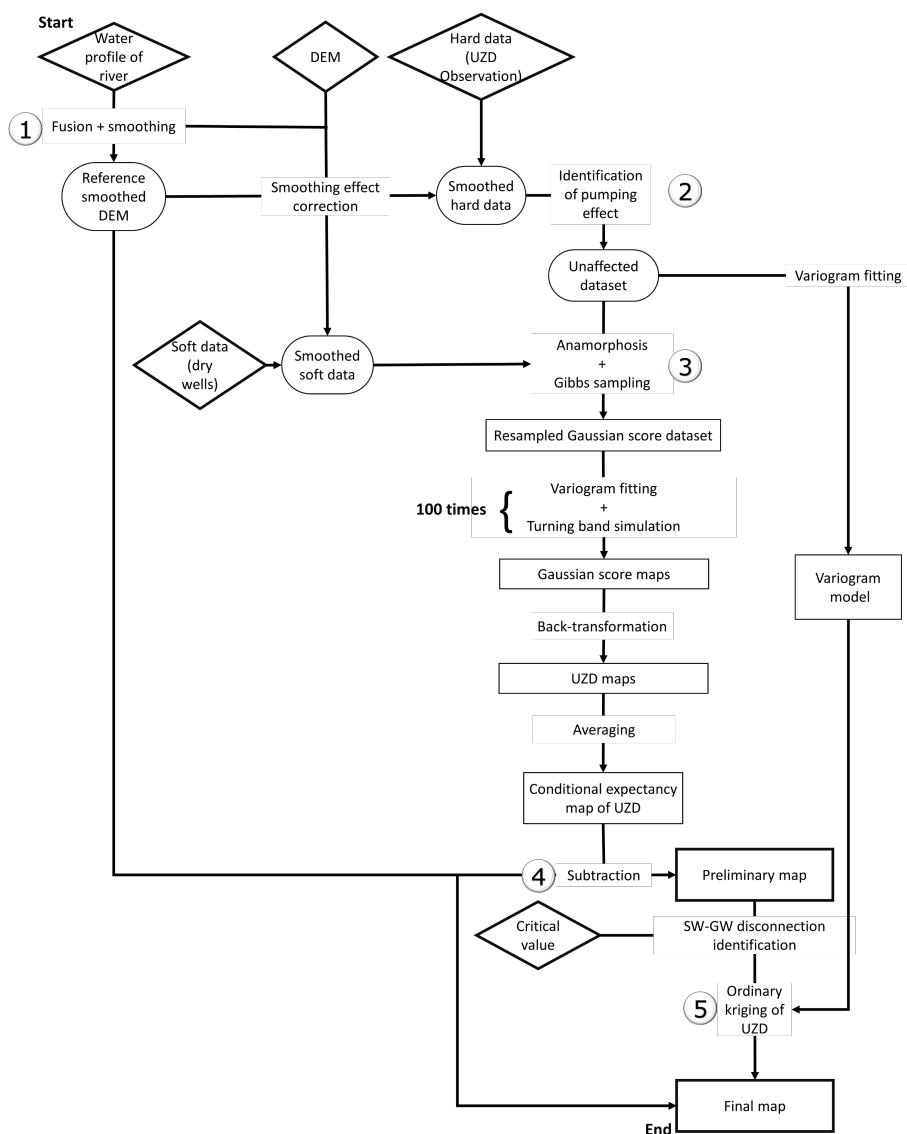 Start
Water
profile of
river
DEM
Hard data
(UZD
Observation)
1
Fusion + smoothing
Reference
smoothed
DEM
Smoothing effect
correction
Smoothed
hard data
Identification
of pumping
effect
2
Unaffected
dataset
Variogram fitting
Soft data
(dry
wells)
Smoothed
soft data
Anamorphosis
+
Gibbs sampling
3
Resampled Gaussian score dataset
100 times {
Variogram fitting
+
Turning band simulation
Gaussian score maps
Variogram
model
Back-transformation
UZD maps
Averaging
Conditional expectancy
map of UZD
4
Subtraction
Preliminary map
Critical
value
SW-GW disconnection
identification
5
Ordinary
kriging of
UZD
Final map
End